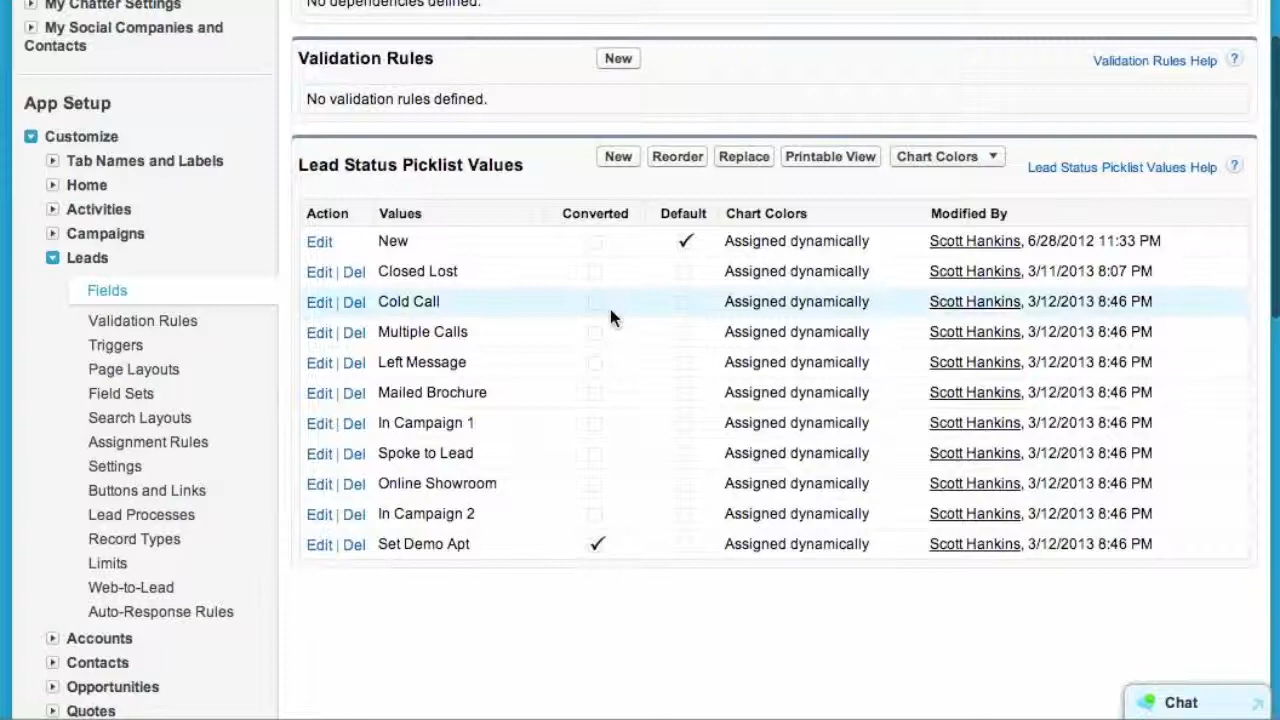 My Chatter Settings
My Social Companies and
Contacts
App Setup
Customize
Tab Names and Labels
Home
Activities
Campaigns
Leads
Fields
Validation Rules
Triggers
Page Layouts
Field Sets
Search Layouts
Assignment Rules
Settings
Buttons and Links
Lead Processes
Record Types
Limits
Web-to-Lead
Auto-Response Rules
Accounts
Contacts
Opportunities
Quotes
No dependencies defined.
Validation Rules New Validation Rules Help ?
No validation rules defined.
Lead Status Picklist Values New Reorder Replace Printable View Chart Colors Lead Status Picklist Values Help ?
Action Values Converted Default Chart Colors Modified By
Edit New Assigned dynamically Scott Hankins, 6/28/2012 11:33 PM
Edit | Del Closed Lost Assigned dynamically Scott Hankins, 3/11/2013 8:07 PM
Edit | Del Cold Call Assigned dynamically Scott Hankins, 3/12/2013 8:46 PM
Edit | Del Multiple Calls Assigned dynamically Scott Hankins, 3/12/2013 8:46 PM
Edit | Del Left Message Assigned dynamically Scott Hankins, 3/12/2013 8:46 PM
Edit | Del Mailed Brochure Assigned dynamically Scott Hankins, 3/12/2013 8:46 PM
Edit | Del In Campaign 1 Assigned dynamically Scott Hankins, 3/12/2013 8:46 PM
Edit | Del Spoke to Lead Assigned dynamically Scott Hankins, 3/12/2013 8:46 PM
Edit | Del Online Showroom Assigned dynamically Scott Hankins, 3/12/2013 8:46 PM
Edit | Del In Campaign 2 Assigned dynamically Scott Hankins, 3/12/2013 8:46 PM
Edit | Del Set Demo Apt Assigned dynamically Scott Hankins, 3/12/2013 8:46 PM
Chat